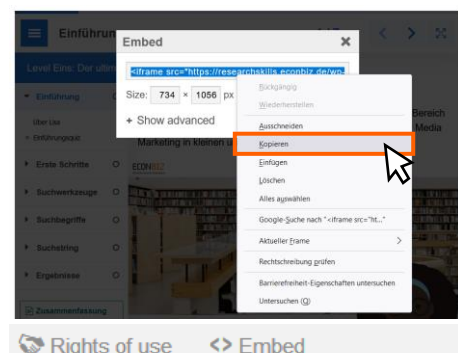 Einführun
Embed
Level Eins: Der ultim
<iframe src="https://researchskills.econbiz.de/wp-
Size: 734 × 1056 px
+ Show advanced
Einführung
Über uns
Einführungsquiz
Bereich
Media
Marketing in kleinen u
ECONBIZ
Erste Schritte
Suchwerkzeuge
Suchbegriffe
Suchstring
Ergebnisse
Zusammenfassung
Rückgängig
Wiederherstellen
Ausschneiden
Kopieren
Einfügen
Löschen
Alles auswählen
Google-Suche nach "<iframe src="ht..."
Aktueller Frame
Rechtschreibung prüfen
Barrierefreiheit-Eigenschaften untersuchen
Untersuchen (Q)
Rights of use <> Embed